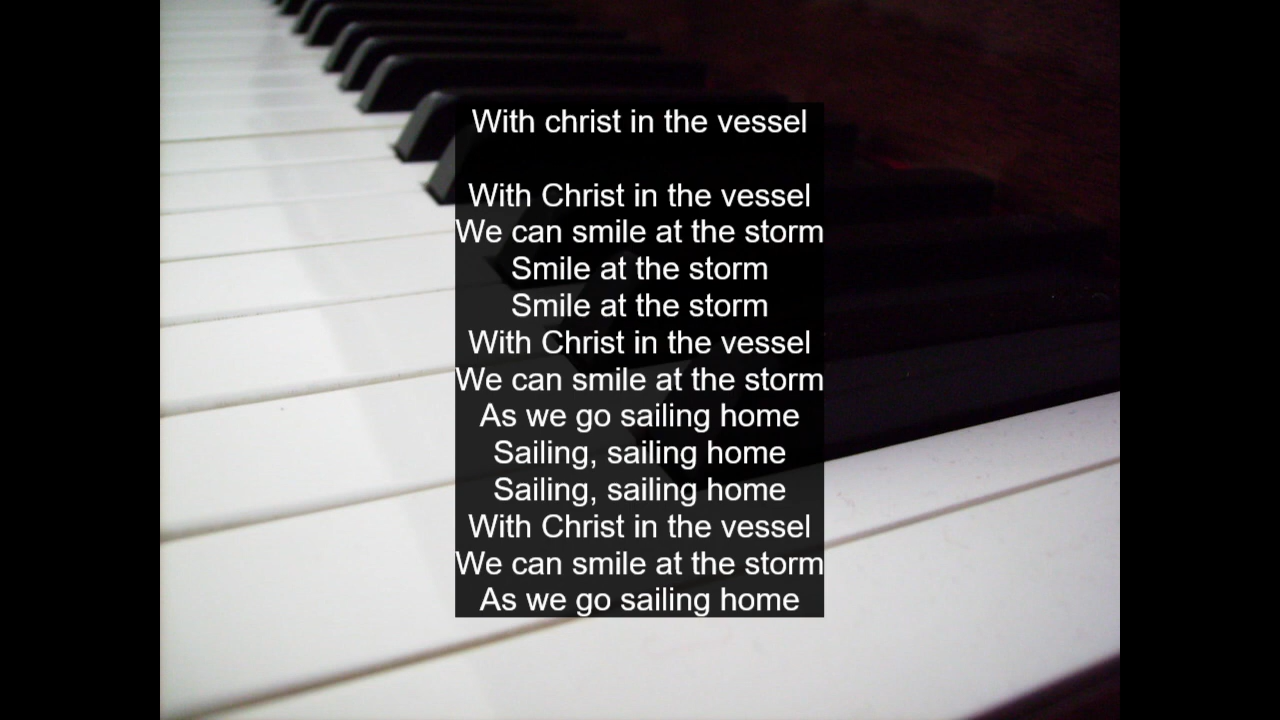 With christ in the vessel
With Christ in the vessel
We can smile at the storm
Smile at the storm
Smile at the storm
With Christ in the vessel
We can smile at the storm
As we go sailing home
Sailing, sailing home
Sailing, sailing home
With Christ in the vessel
We can smile at the storm
As we go sailing home